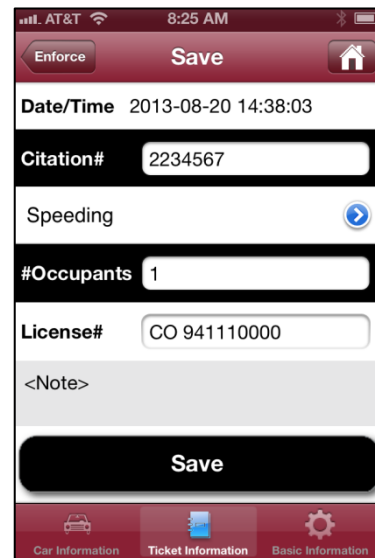 AT&T 8:25 AM
Enforce Save
Date/Time 2013-08-20 14:38:03
Citation# 2234567
Speeding
#Occupants 1
License# CO 941110000
<Note>
Save
Car Information Ticket Information Basic Information